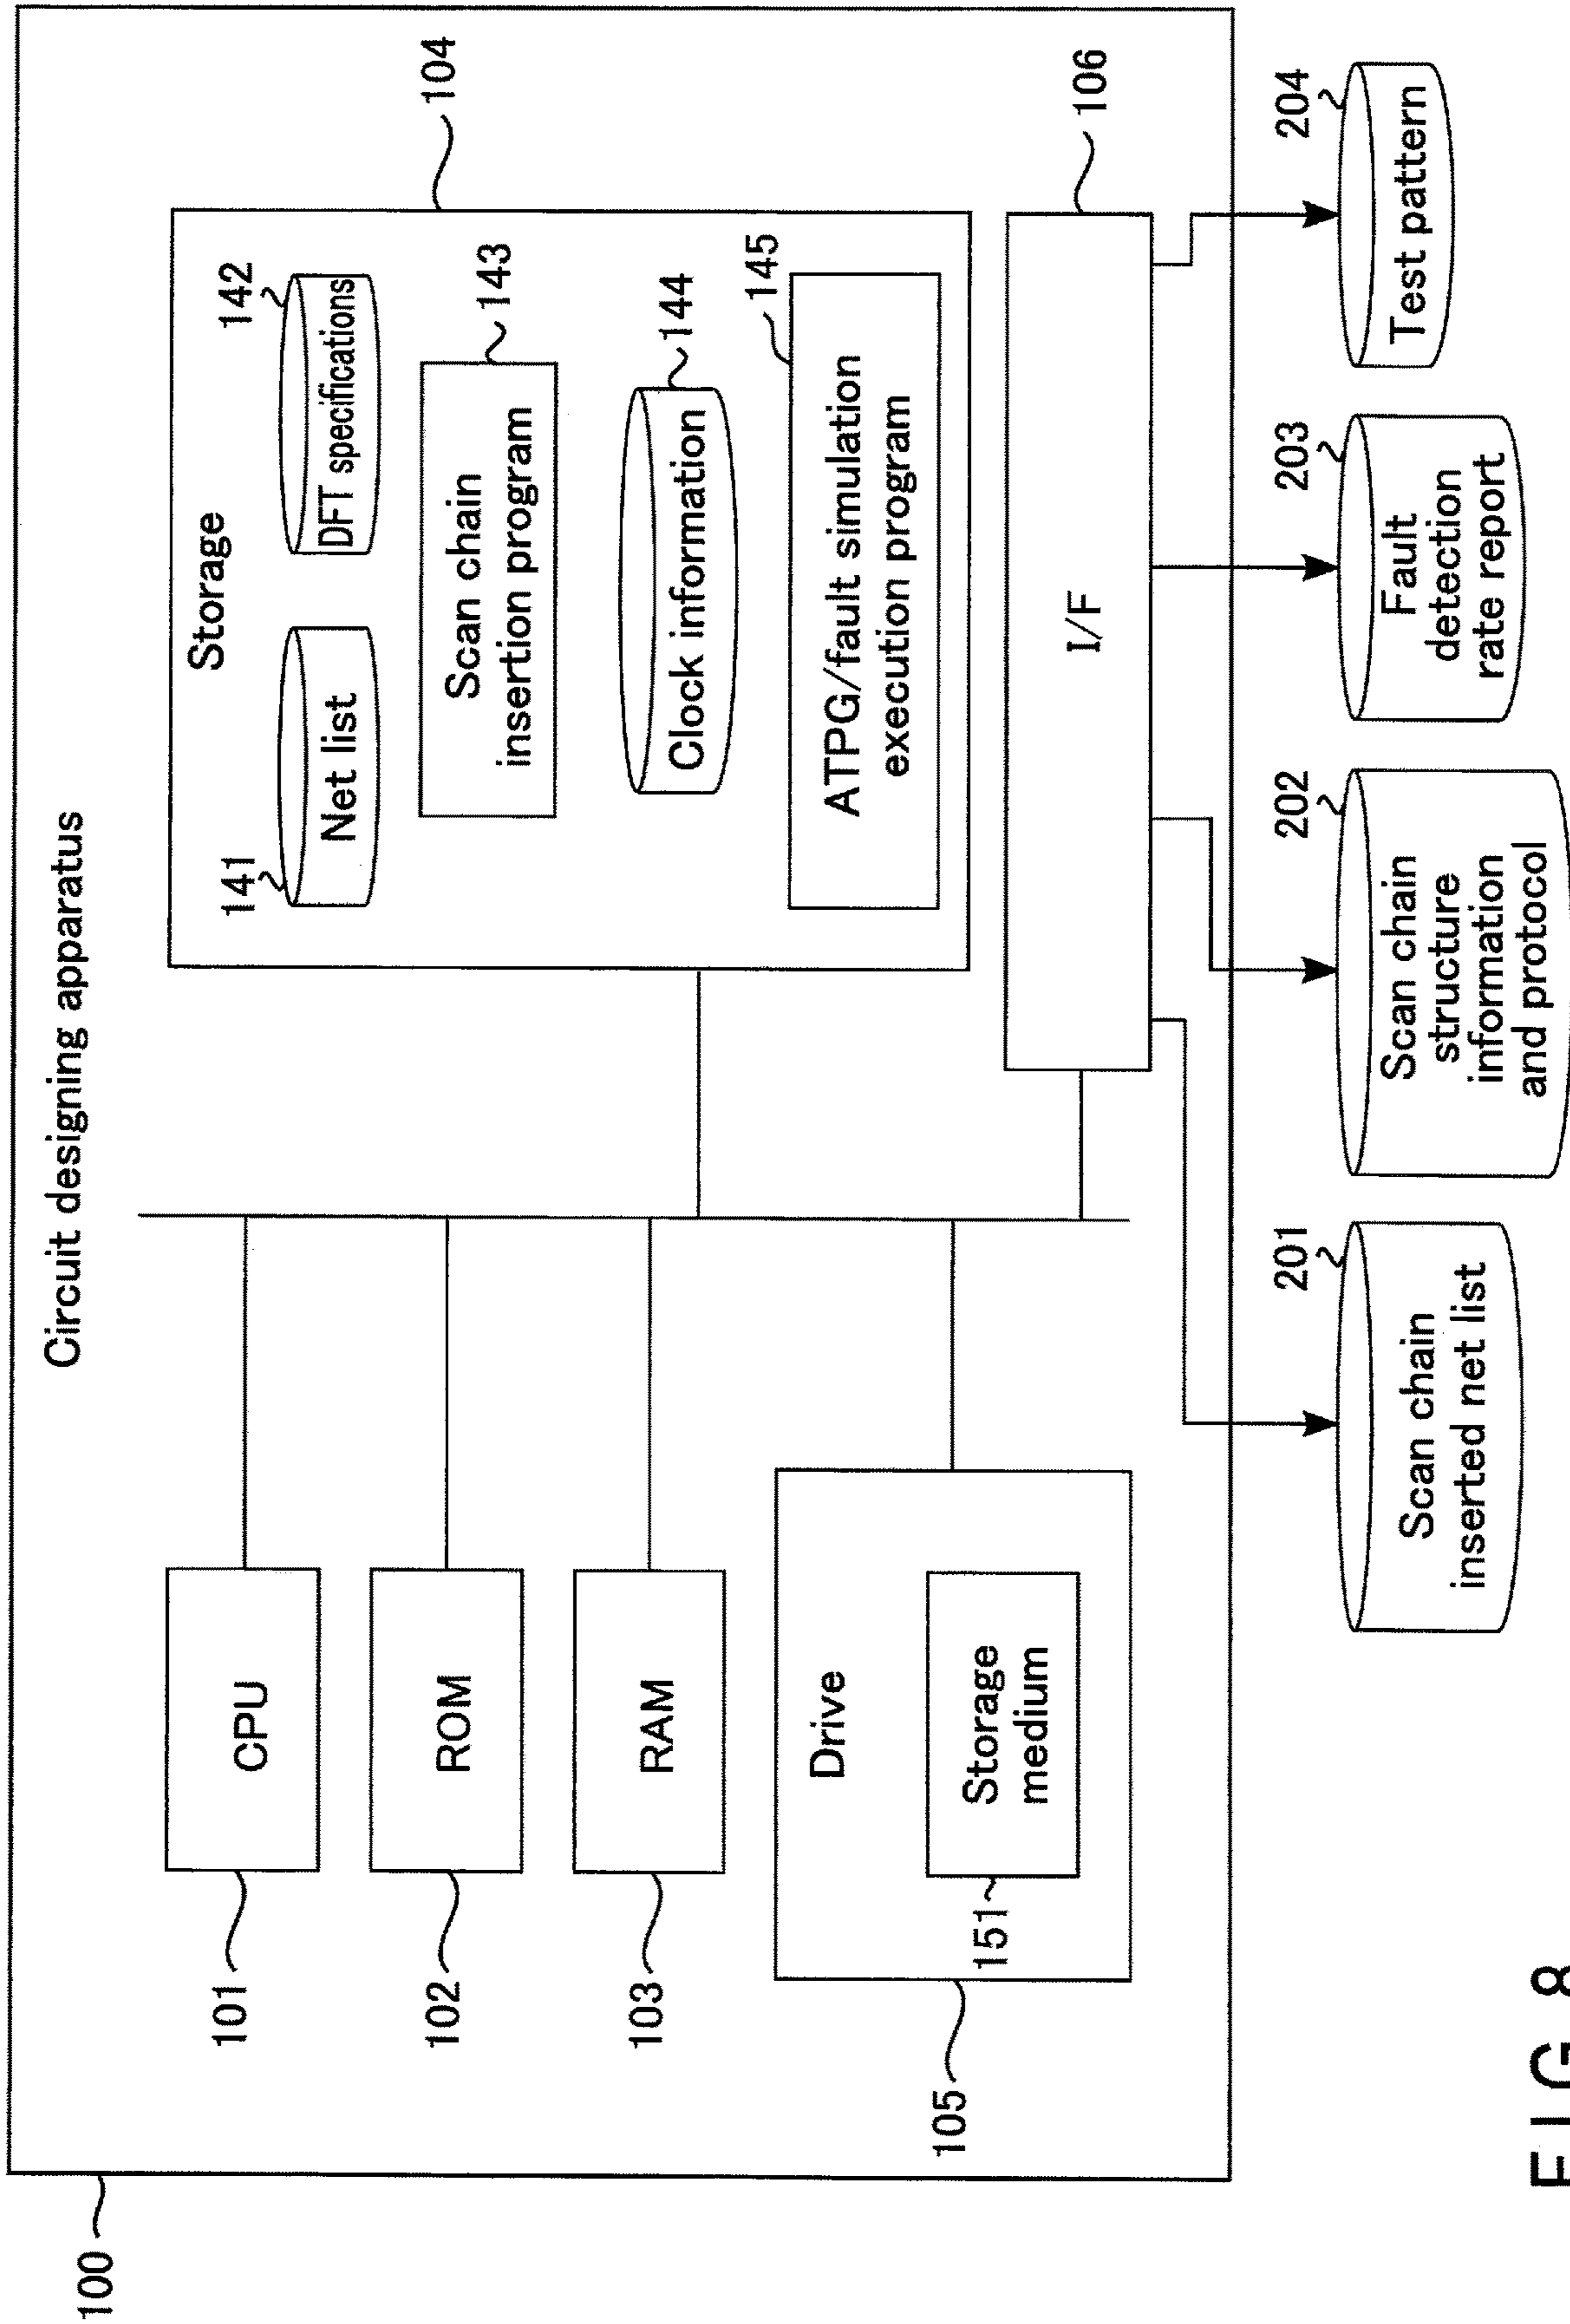 Circuit designing apparatus
100
101
CPU
102
ROM
103
RAM
105
Drive
151
Storage
medium
104
Storage
141
Net list
142
DFT specifications
143
Scan chain
insertion program
144
Clock information
145
ATPG/fault simulation
execution program
106
I/F
201
Scan chain
inserted net list
202
Scan chain
structure
information
and protocol
203
Fault
detection
rate report
204
Test pattern
FIG. 8